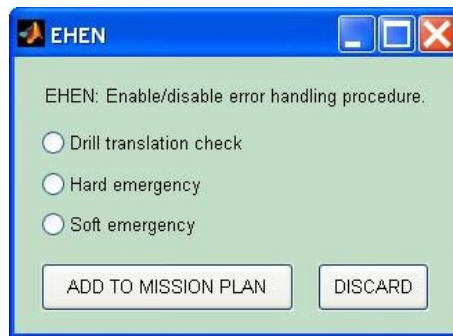 EHEN
EHEN: Enable/disable error handling procedure.
Drill translation check
Hard emergency
Soft emergency
ADD TO MISSION PLAN DISCARD